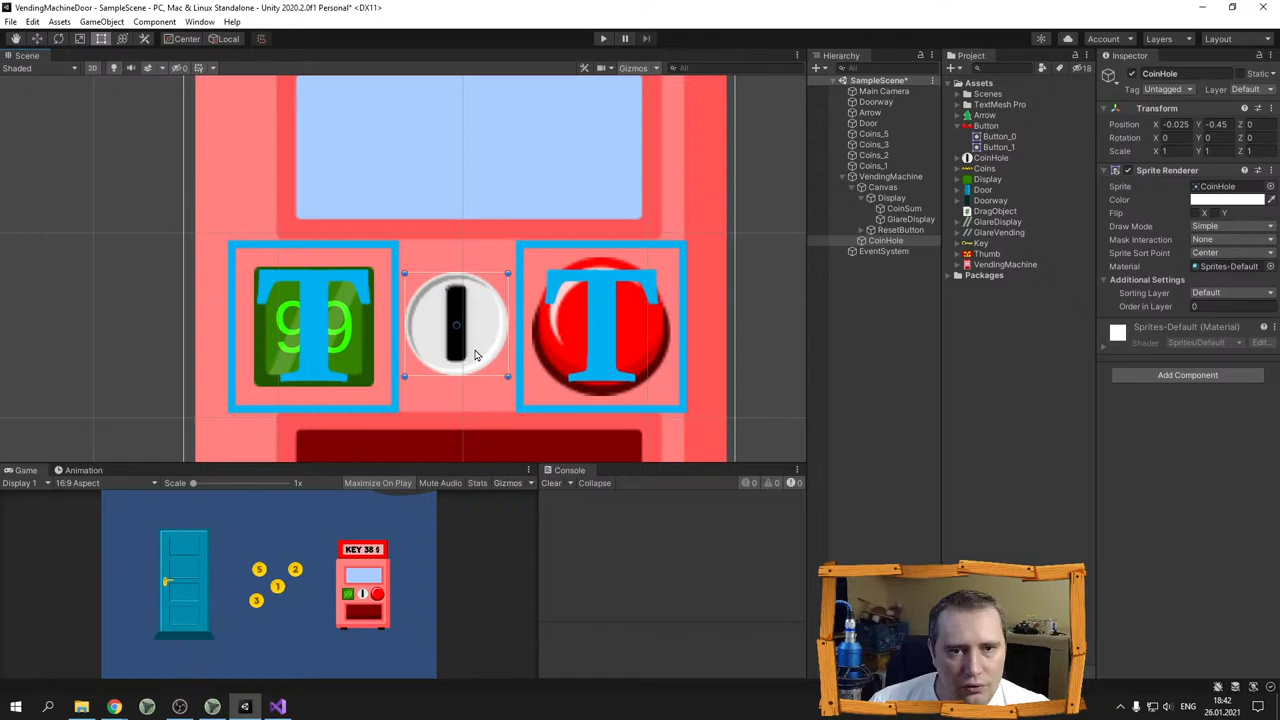 VendingMachineDoor - SampleScene - PC, Mac & Linux Standalone - Unity 2020.2.0f1 Personal* <DX11>
File Edit Assets GameObject Component Window Help
Center Local
Account Layers Layout
Scene
Shaded 2D 0 Gizmos All
99
T
T
Hierarchy
All
SampleScene*
Main Camera
Doorway
Arrow
Door
Coins_5
Coins_3
Coins_2
Coins_1
VendingMachine
Canvas
Display
CoinSum
GlareDisplay
ResetButton
CoinHole
EventSystem
Project
18
Assets
Scenes
TextMesh Pro
Arrow
Button
Button_0
Button_1
CoinHole
Coins
Display
Door
Doorway
DragObject
GlareDisplay
GlareVending
Key
Thumb
VendingMachine
Packages
Inspector
CoinHole Static
Tag Untagged Layer Default
Transform
Position X -0.025 Y -0.45 Z 0
Rotation X 0 Y 0 Z 0
Scale X 1 Y 1 Z 1
Sprite Renderer
Sprite CoinHole
Color
Flip X Y
Draw Mode Simple
Mask Interaction None
Sprite Sort Point Center
Material Sprites-Default
Additional Settings
Sorting Layer Default
Order in Layer 0
Sprites-Default (Material)
Shader Sprites/Default Edit...
Add Component
Game Animation
Display 1 16:9 Aspect Scale 1x Maximize On Play Mute Audio Stats Gizmos
KEY 38 $
5
2
1
3
Console
Clear Collapse 0 0 0
18:42
26.01.2021